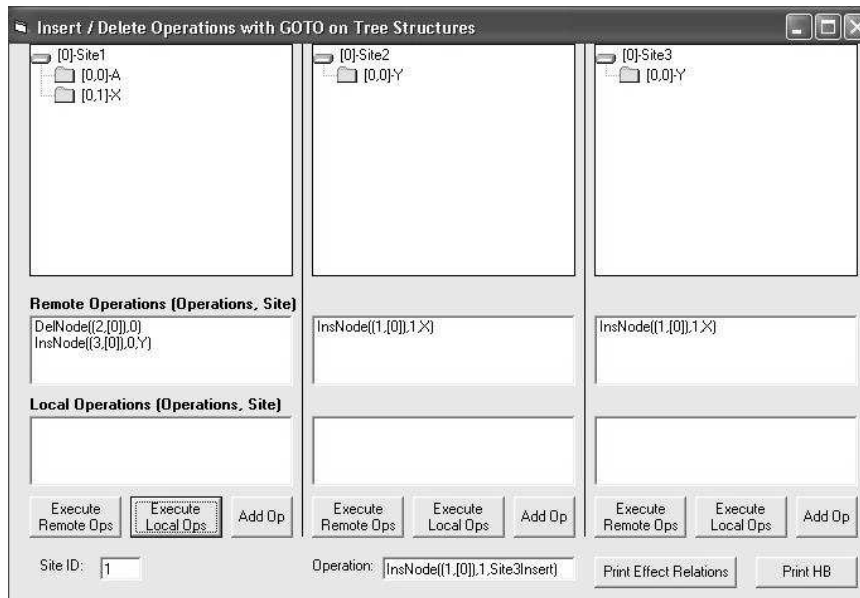 Insert / Delete Operations with GOTO on Tree Structures
[0]-Site1
[0,0]-A
[0,1]-X
[0]-Site2
[0,0]-Y
[0]-Site3
[0,0]-Y
Remote Operations (Operations, Site)
DelNode((2,[0]),0)
InsNode((3,[0]),0,Y)
InsNode((1,[0]),1,X)
InsNode((1,[0]),1,X)
Local Operations (Operations, Site)
Execute Remote Ops
Execute Local Ops
Add Op
Execute Remote Ops
Execute Local Ops
Add Op
Execute Remote Ops
Execute Local Ops
Add Op
Site ID: 1
Operation: InsNode((1,[0]),1,Site3Insert)
Print Effect Relations
Print HB